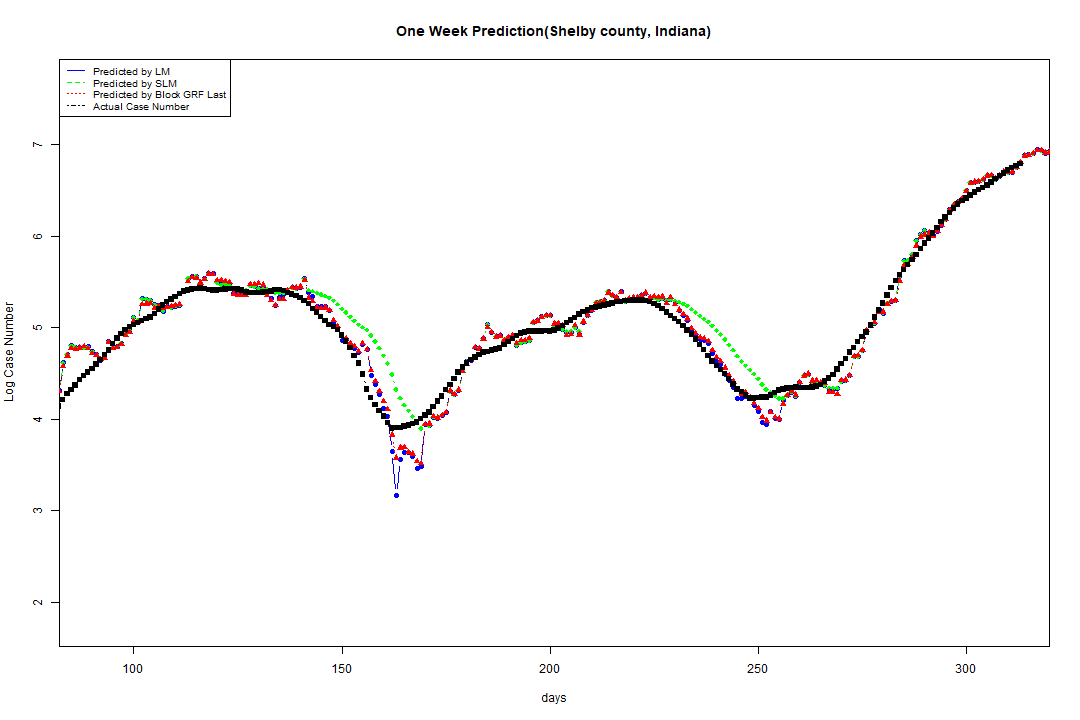 One Week Prediction(Shelby county, Indiana)
Predicted by LM
Predicted by SLM
Predicted by Block GRF Last
Actual Case Number
Log Case Number
7
6
5
4
3
2
100 150 200 250 300
days